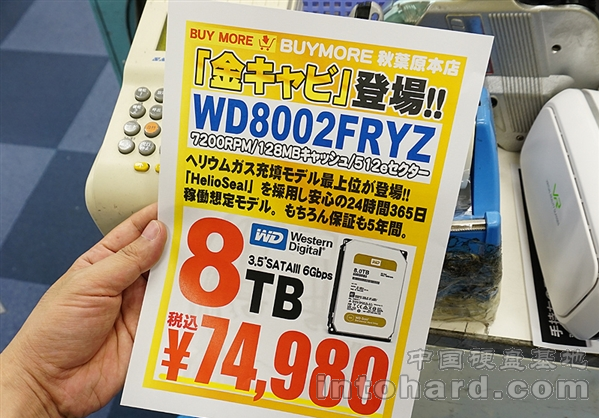 BUY MORE BUYMORE 秋葉原本店
「金キャビ」登場!!
WD8002FRYZ
7200RPM/128MBキャッシュ/512eセクター
ヘリウムガス充填モデル最上位が登場!!
「HelioSeal」を採用し安心の24時間365日
稼働想定モデル。もちろん保証も5年間。
WD Western Digital®
3.5"SATAIII 6Gbps
8TB
WD
8.0TB
税込
¥74,980
中国硬盘基地
intohard.com